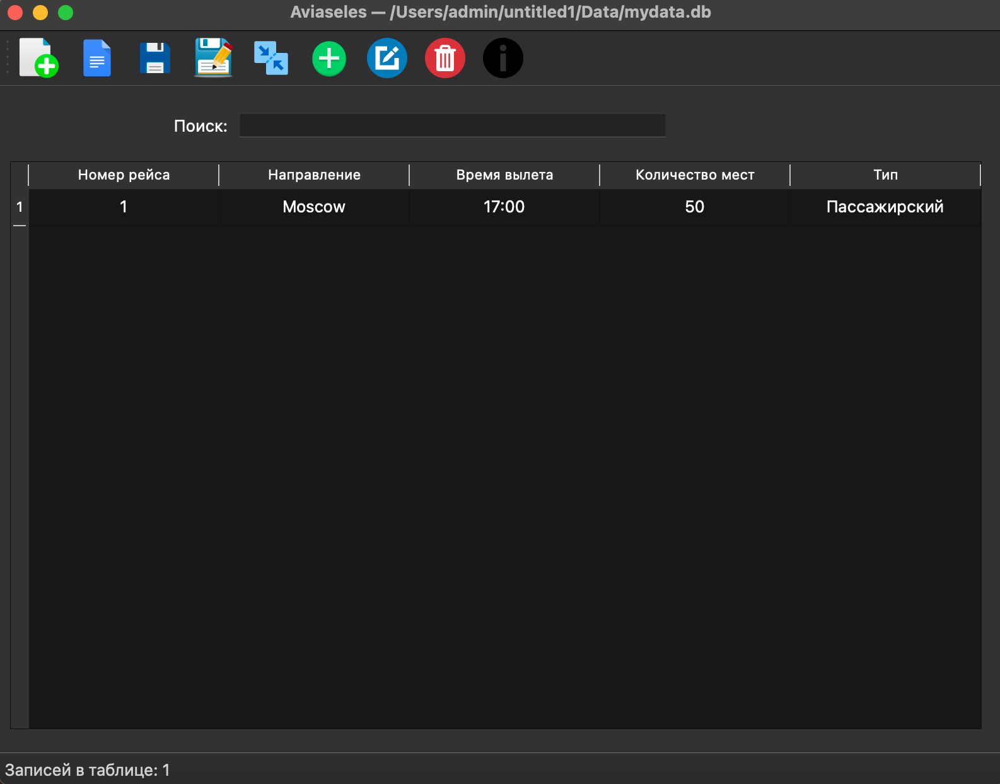 Aviaseles — /Users/admin/untitled1/Data/mydata.db
Поиск:
Номер рейса Направление Время вылета Количество мест Тип
1 1 Moscow 17:00 50 Пассажирский
Записей в таблице: 1